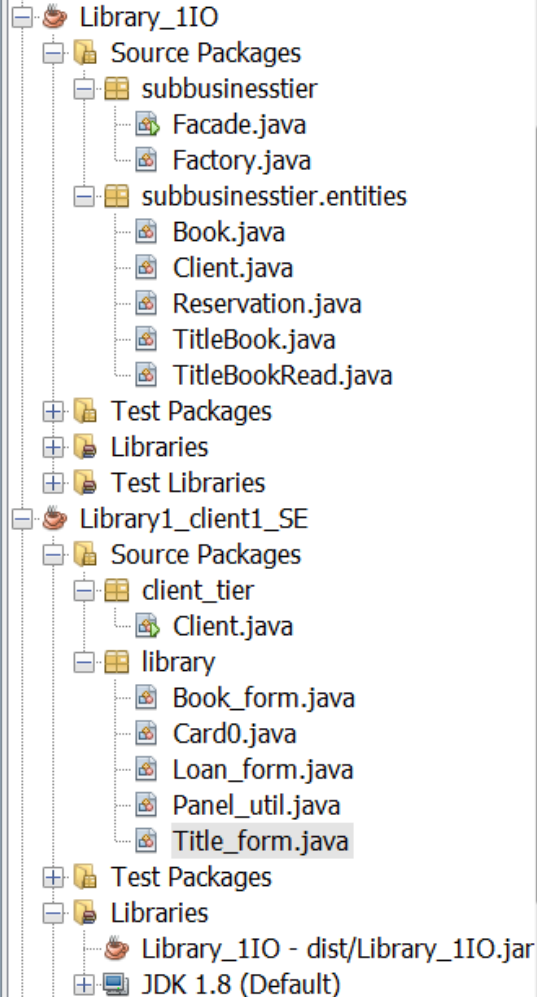 Library_1IO
Source Packages
subbusinesstier
Facade.java
Factory.java
subbusinesstier.entities
Book.java
Client.java
Reservation.java
TitleBook.java
TitleBookRead.java
Test Packages
Libraries
Test Libraries
Library1_client1_SE
Source Packages
client_tier
Client.java
library
Book_form.java
Card0.java
Loan_form.java
Panel_util.java
Title_form.java
Test Packages
Libraries
Library_1IO - dist/Library_1IO.jar
JDK 1.8 (Default)